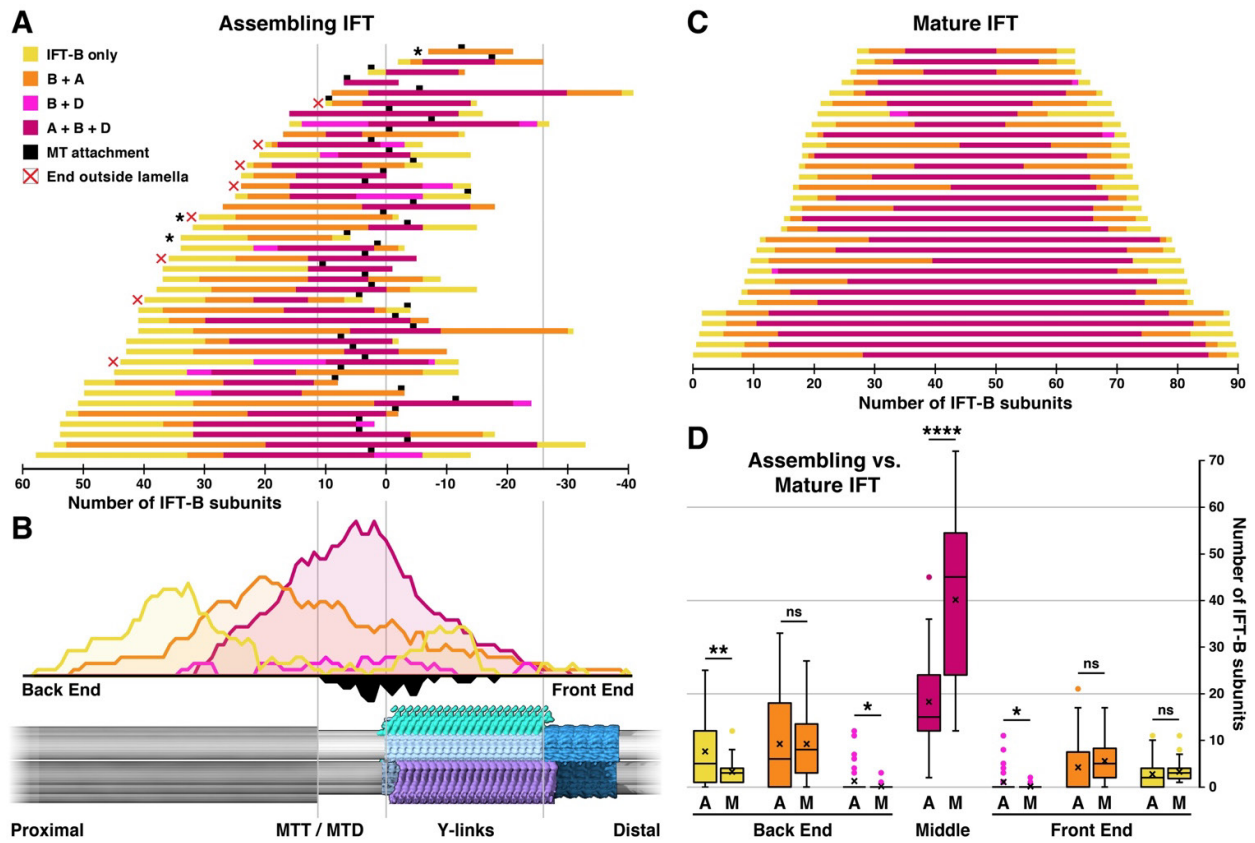 A
Assembling IFT
IFT-B only
B + A
B + D
A + B + D
MT attachment
End outside lamella
*
*
*
60 50 40 30 20 10 0 -10 -20 -30 -40
Number of IFT-B subunits
B
Back End
Front End
Proximal
MTT / MTD
Y-links
Distal
C
Mature IFT
0 10 20 30 40 50 60 70 80 90
Number of IFT-B subunits
D
Assembling vs.
Mature IFT
**
ns
*
****
*
ns
ns
70
60
50
40
30
20
10
0
Number of IFT-B subunits
A M A M A M A M A M A M A M
Back End
Middle
Front End